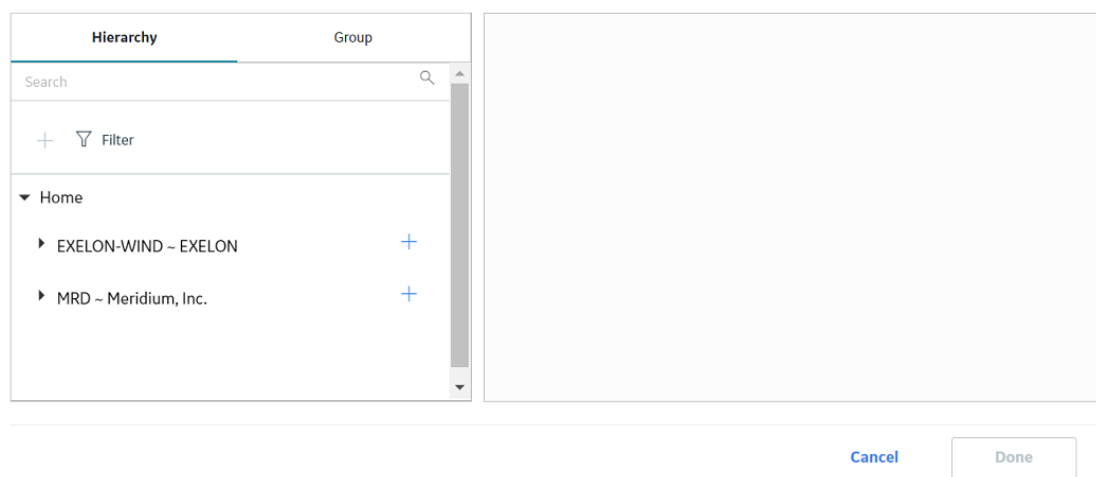 Hierarchy Group
Search
Filter
Home
EXELON-WIND ~ EXELON
MRD ~ Meridium, Inc.
Cancel Done